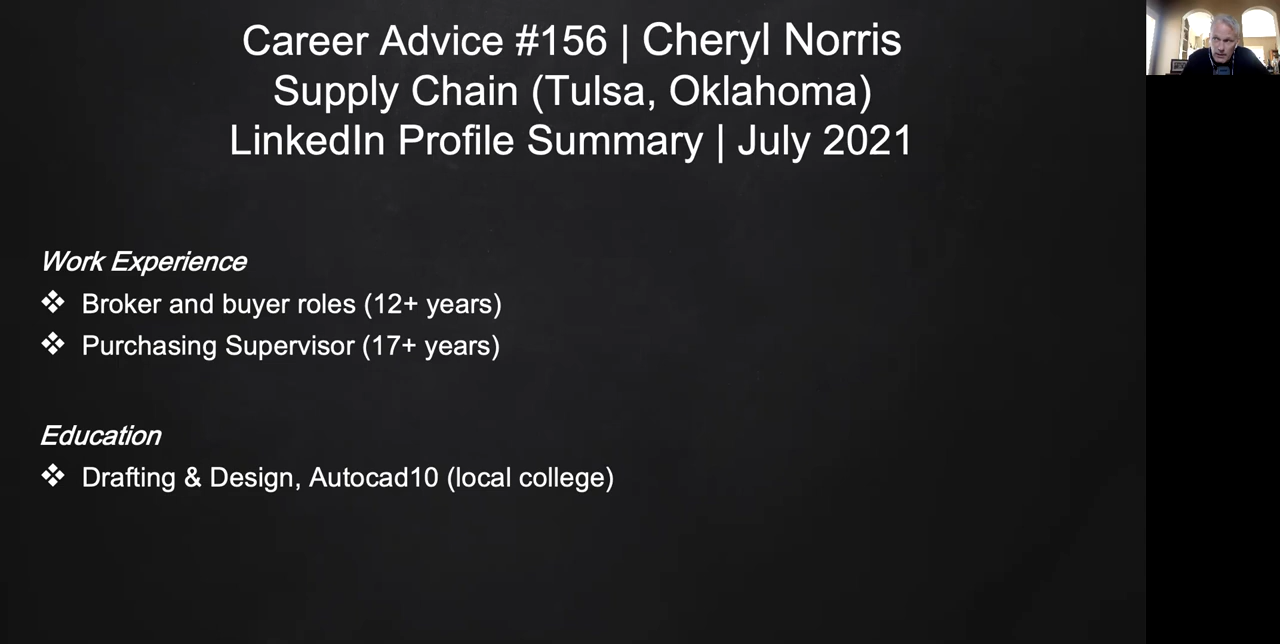 Career Advice #156 | Cheryl Norris
Supply Chain (Tulsa, Oklahoma)
LinkedIn Profile Summary | July 2021
Work Experience
❖ Broker and buyer roles (12+ years)
❖ Purchasing Supervisor (17+ years)
Education
❖ Drafting & Design, Autocad10 (local college)